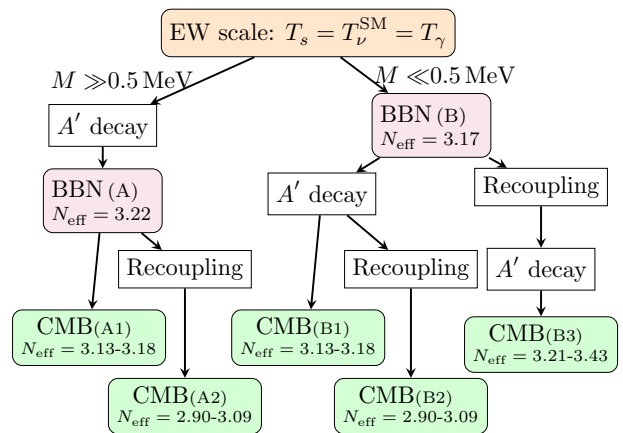 EW scale: T_s = T_ν^SM = T_γ
M ≫0.5 MeV
M ≪0.5 MeV
A′ decay
BBN (A)
N_eff = 3.22
BBN (B)
N_eff = 3.17
A′ decay
Recoupling
Recoupling
Recoupling
A′ decay
CMB(A1)
N_eff = 3.13-3.18
CMB(B1)
N_eff = 3.13-3.18
CMB(B3)
N_eff = 3.21-3.43
CMB(A2)
N_eff = 2.90-3.09
CMB(B2)
N_eff = 2.90-3.09